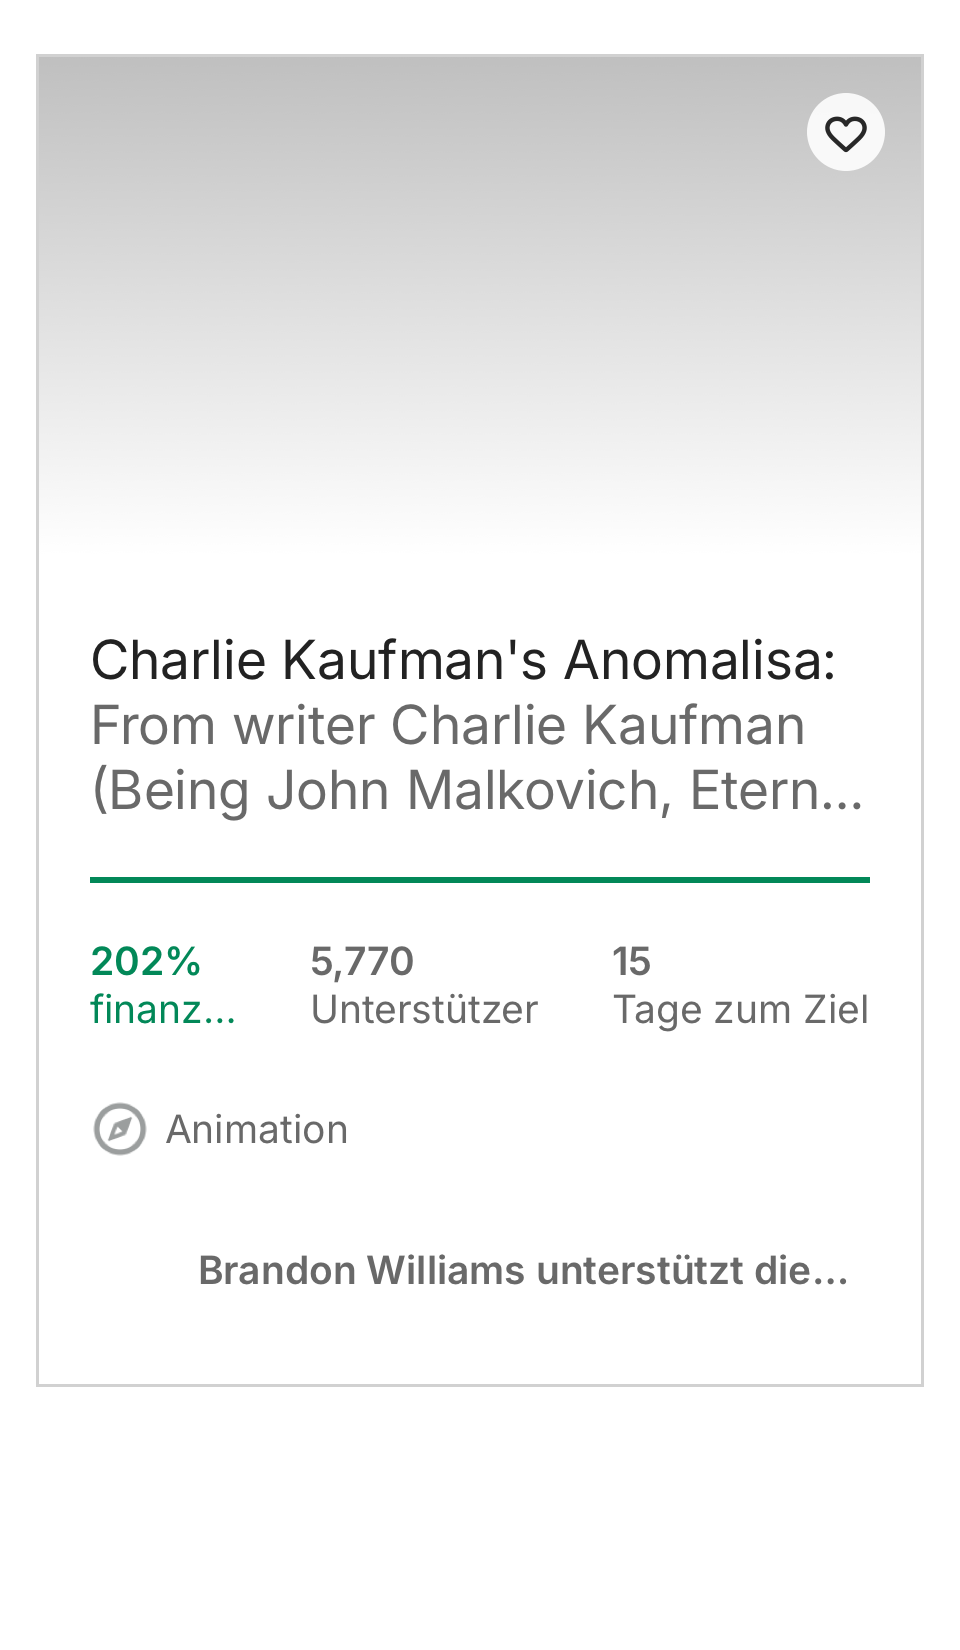 Charlie Kaufman's Anomalisa:
From writer Charlie Kaufman
(Being John Malkovich, Etern…
202%
finanz…
5,770
Unterstützer
15
Tage zum Ziel
Animation
Brandon Williams unterstützt die…